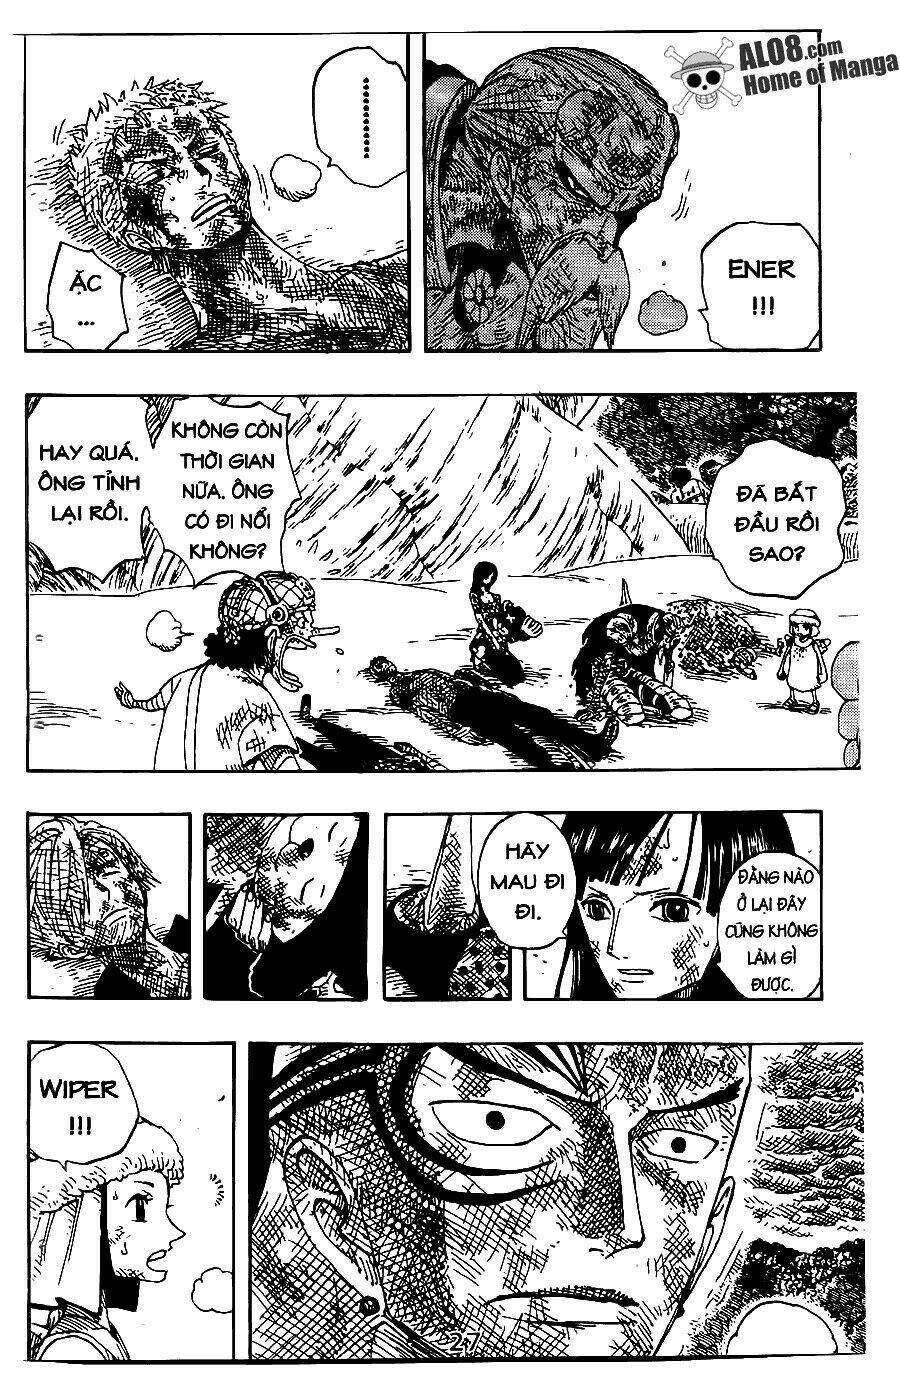 ALO8.com
Home of Manga
ENER
!!!
............
ẶC
...
ĐÃ BẮT
ĐẦU RỒI
SAO?
KHÔNG CÒN
THỜI GIAN
NỮA. ÔNG
CÓ ĐI NỔI
KHÔNG?
HAY QUÁ.
ÔNG TỈNH
LẠI RỒI.
ĐẰNG NÀO
Ở LẠI ĐÂY
CŨNG KHÔNG
LÀM GÌ
ĐƯỢC.
HÃY
MAU ĐI
ĐI.
WIPER
!!!
27